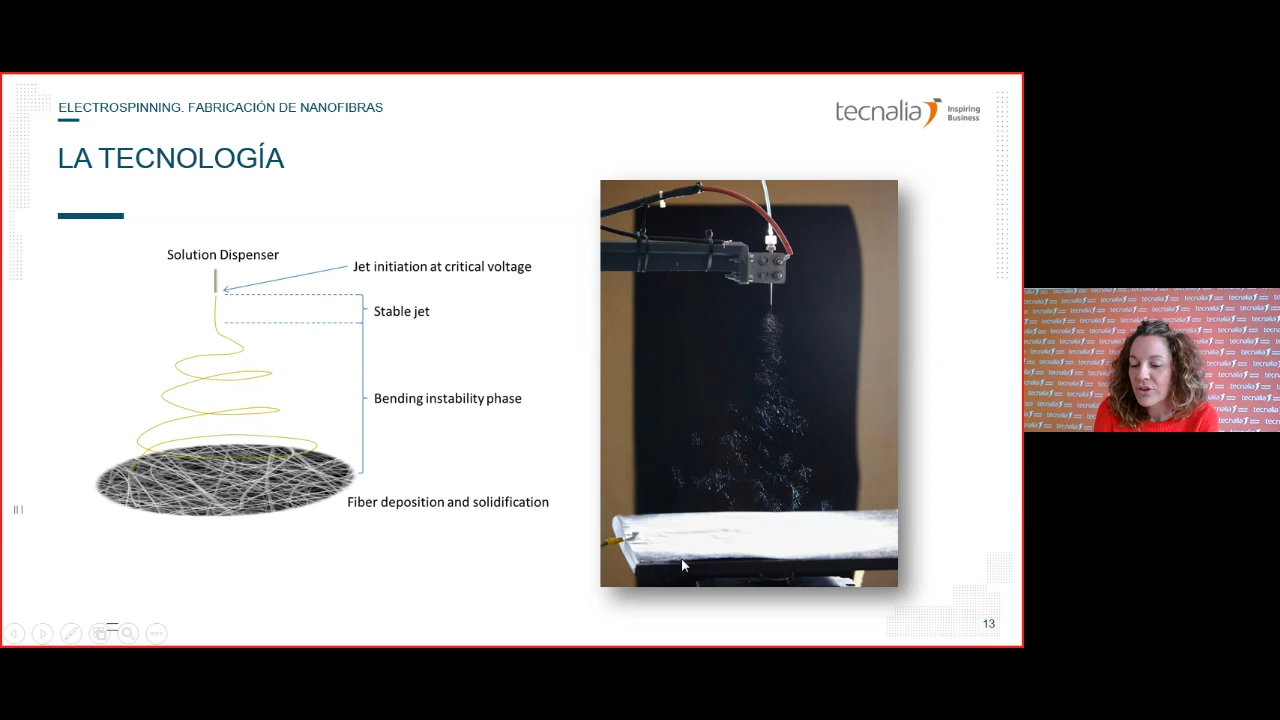 ELECTROSPINNING. FABRICACIÓN DE NANOFIBRAS
tecnalia
Inspiring
Business
LA TECNOLOGÍA
Solution Dispenser
Jet initiation at critical voltage
Stable jet
Bending instability phase
Fiber deposition and solidification
13